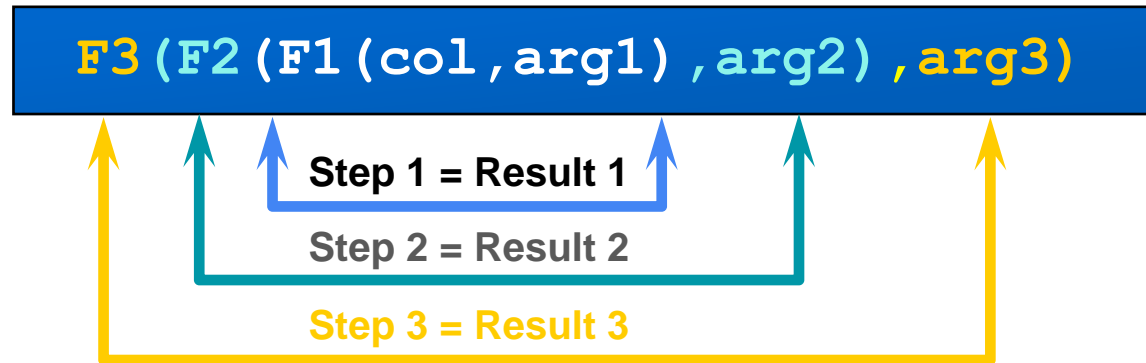 F3(F2(F1(col,arg1),arg2),arg3)
Step 1 = Result 1
Step 2 = Result 2
Step 3 = Result 3